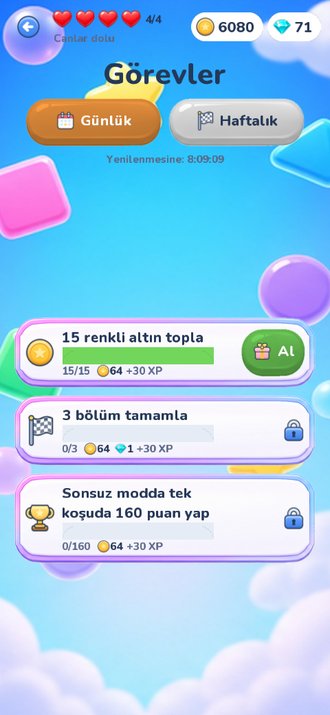 4/4
Canlar dolu
6080
71
Görevler
Günlük
Haftalık
Yenilenmesine: 8:09:09
15 renkli altın topla
15/15 64 +30 XP
Al
3 bölüm tamamla
0/3 64 1 +30 XP
Sonsuz modda tek
koşuda 160 puan yap
0/160 64 +30 XP